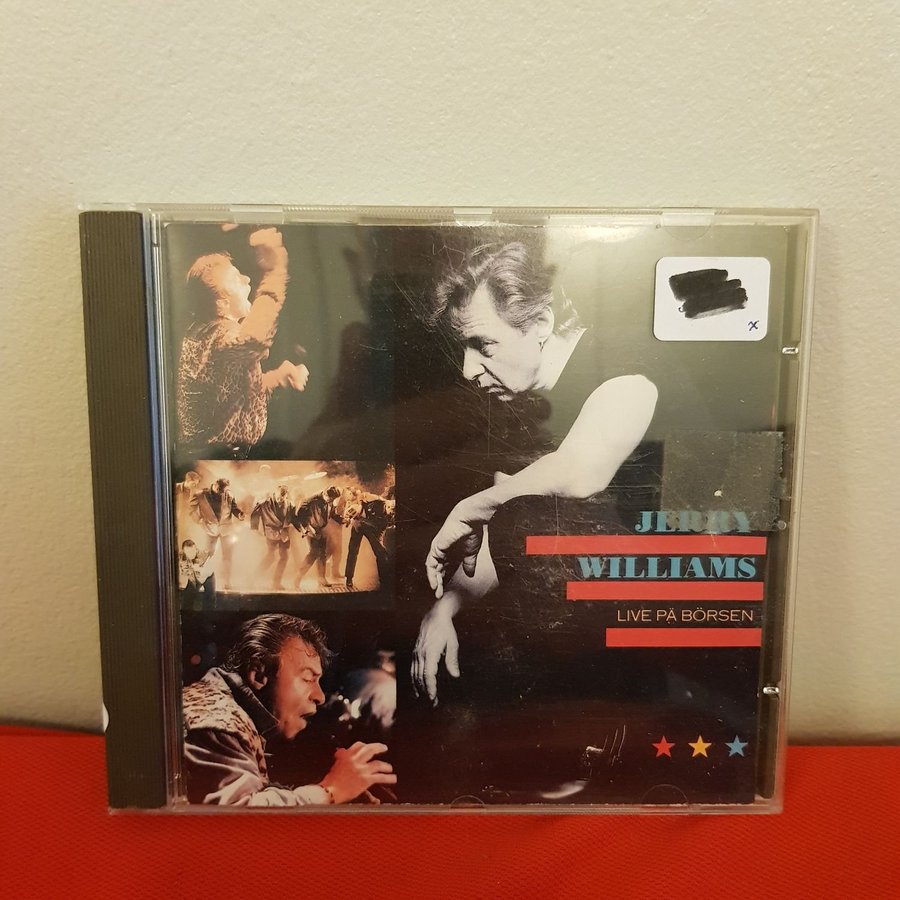 JERRY
WILLIAMS
LIVE PÅ BÖRSEN
x